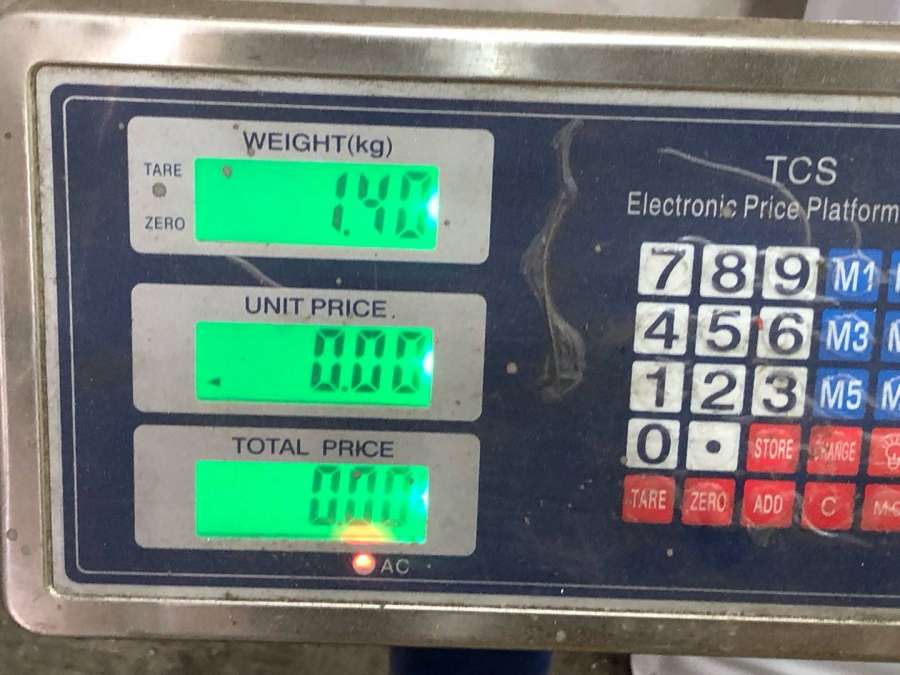 WEIGHT(kg)
TARE
ZERO
1.40
UNIT PRICE
0.00
TOTAL PRICE
0.00
AC
TCS
Electronic Price Platform
7 8 9 M1
4 5 6 M3
1 2 3 M5
0 . STORE CHANGE
TARE ZERO ADD C